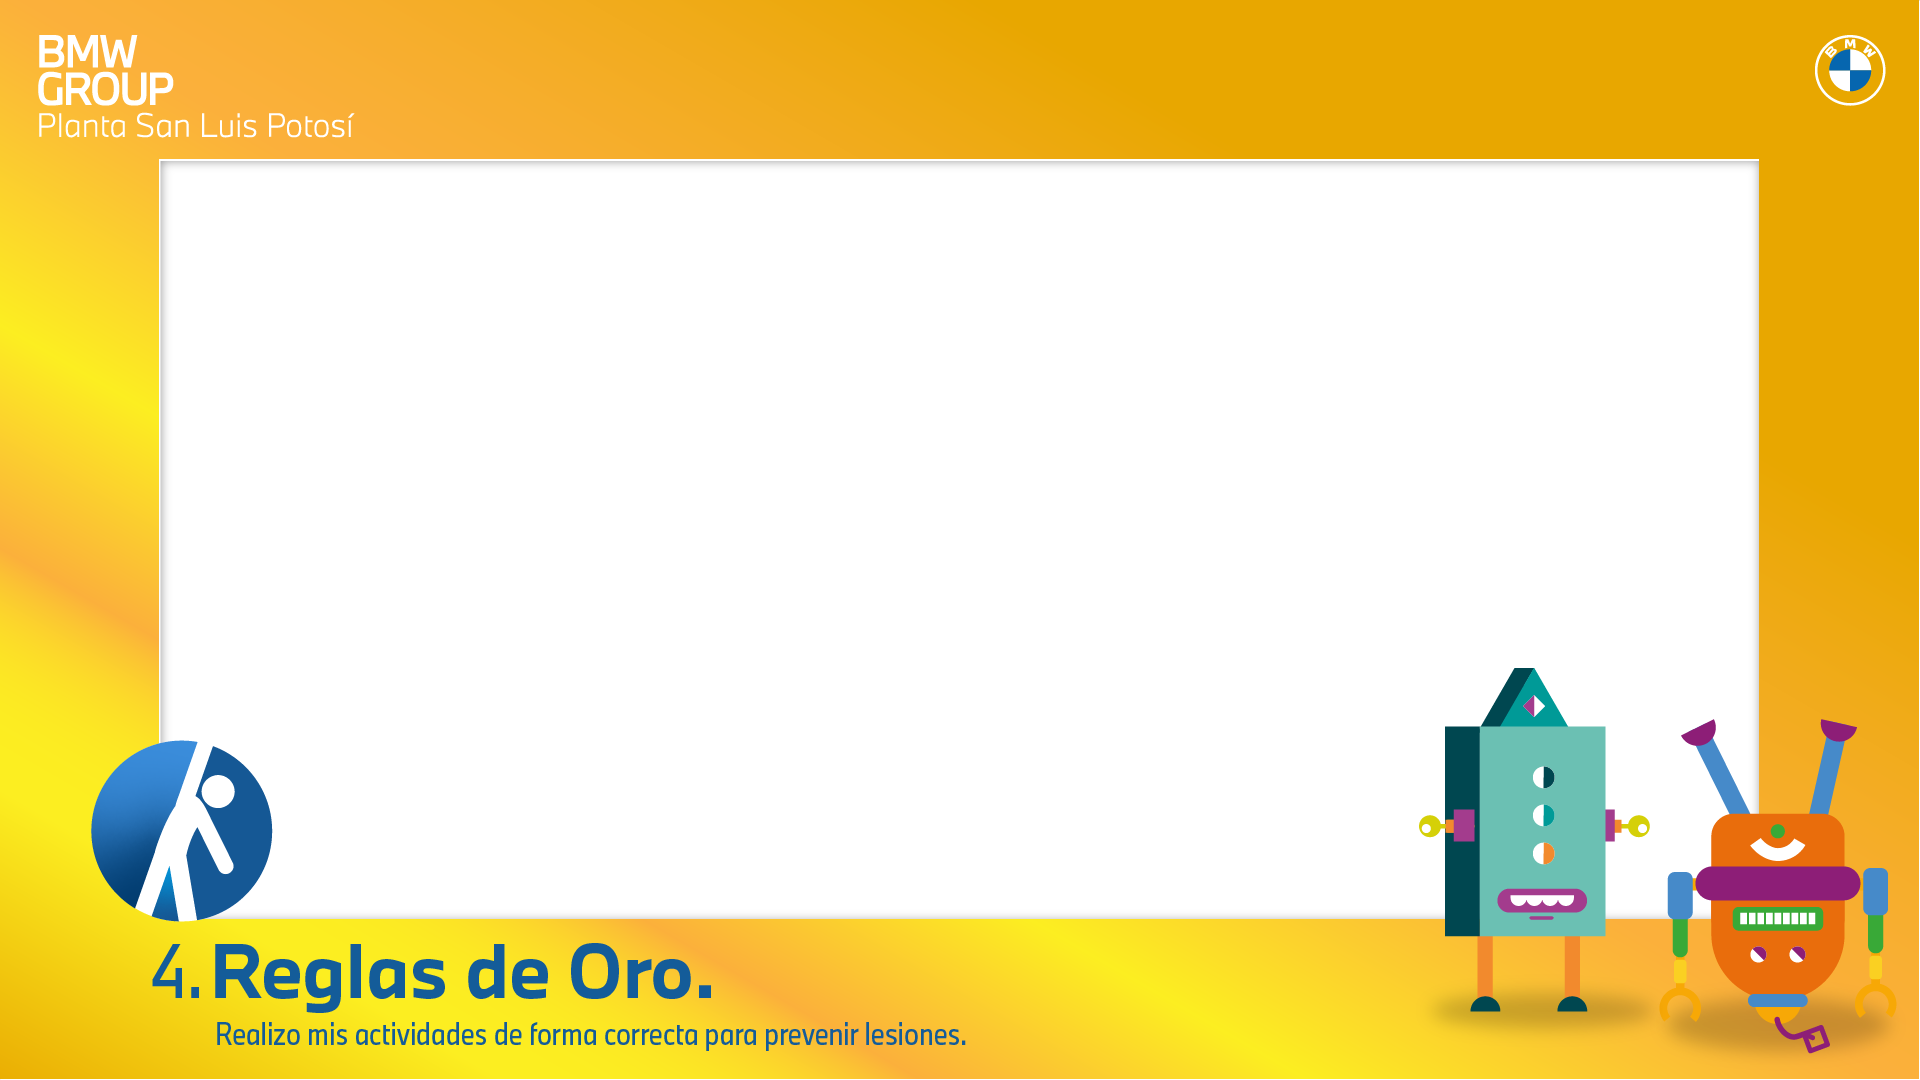 BMW
GROUP
Planta San Luis Potosí
BMW
4. Reglas de Oro.
Realizo mis actividades de forma correcta para prevenir lesiones.